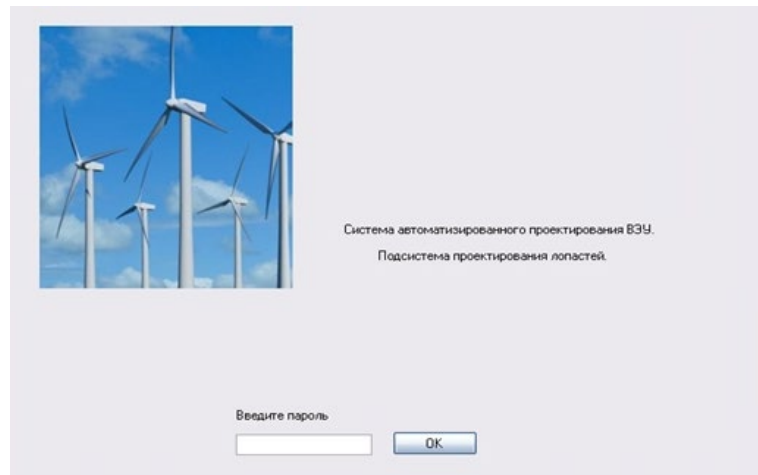 Система автоматизированного проектирования ВЭУ.
Подсистема проектирования лопастей.
Введите пароль
OK